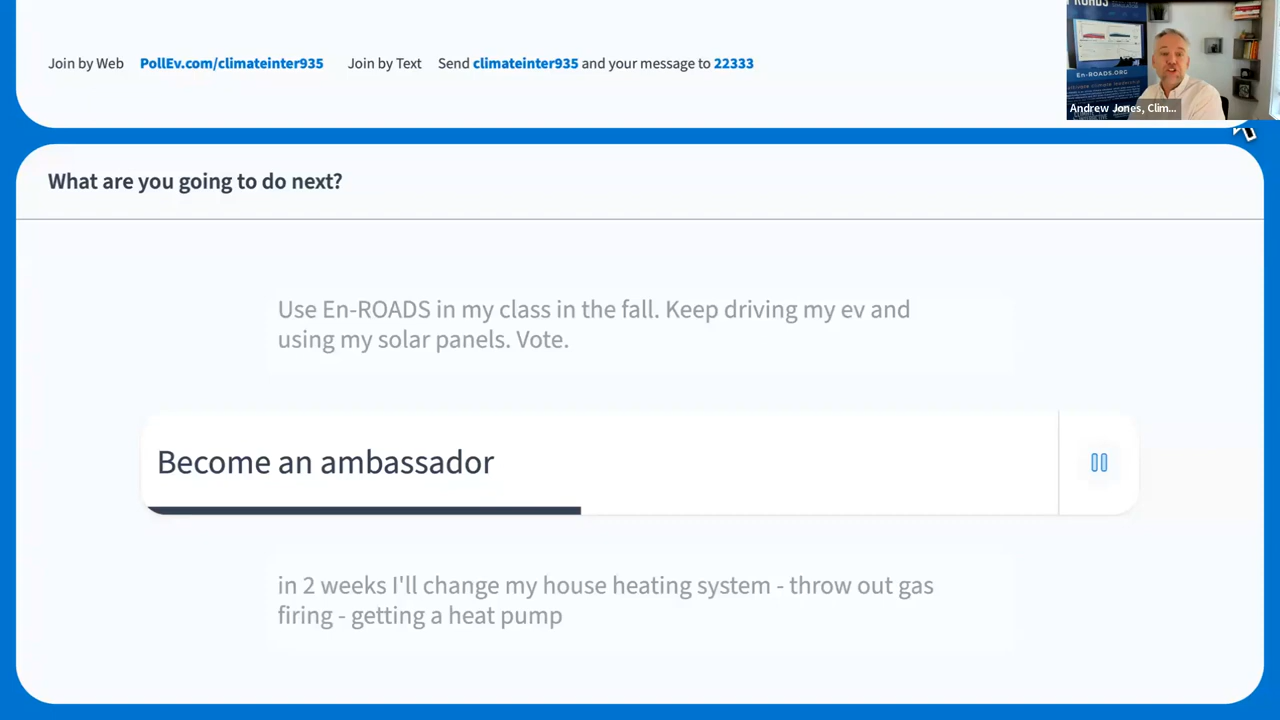 Join by Web PollEv.com/climateinter935 Join by Text Send climateinter935 and your message to 22333
ROADS
En-ROADS.ORG
Andrew Jones, Clim...
What are you going to do next?
Use En-ROADS in my class in the fall. Keep driving my ev and
using my solar panels. Vote.
Become an ambassador
in 2 weeks I'll change my house heating system - throw out gas
firing - getting a heat pump